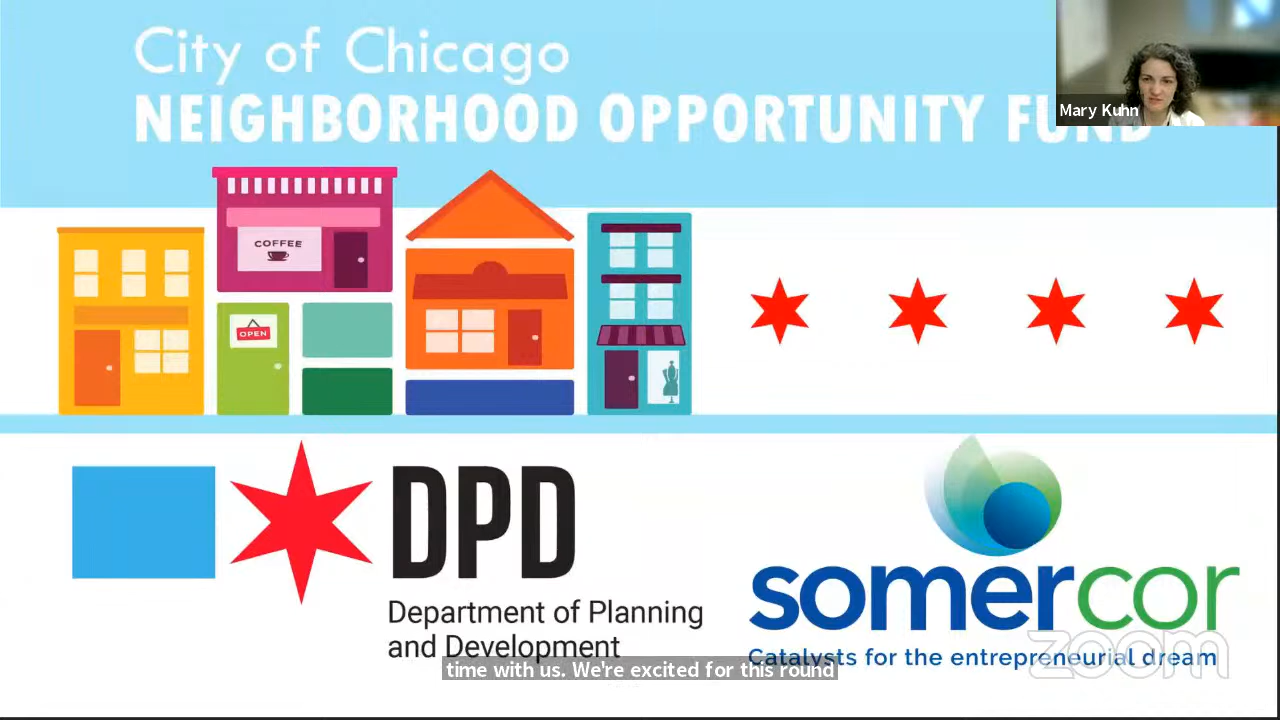 City of Chicago
NEIGHBORHOOD OPPORTUNITY FUND
Mary Kuhn
COFFEE
OPEN
DPD
Department of Planning
and Development
somercor
Catalysts for the entrepreneurial dream
zoom
time with us. We're excited for this round